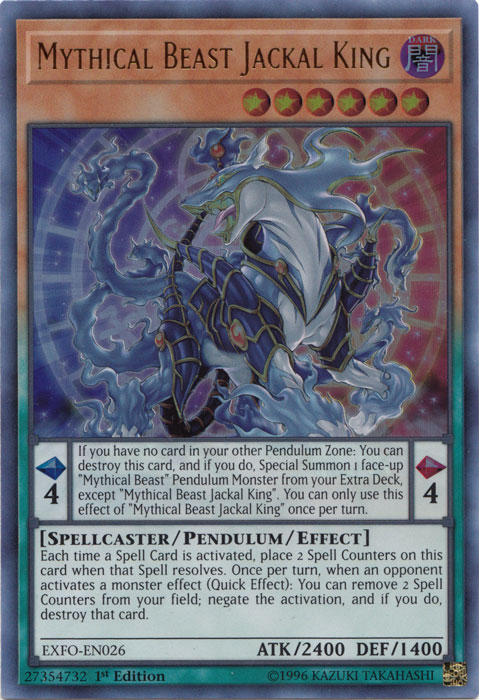 MYTHICAL BEAST JACKAL KING
DARK
闇
If you have no card in your other Pendulum Zone: You can
destroy this card, and if you do, Special Summon 1 face-up
"Mythical Beast" Pendulum Monster from your Extra Deck,
except "Mythical Beast Jackal King". You can only use this
effect of "Mythical Beast Jackal King" once per turn.
4
4
[SPELLCASTER/PENDULUM/EFFECT]
Each time a Spell Card is activated, place 2 Spell Counters on this
card when that Spell resolves. Once per turn, when an opponent
activates a monster effect (Quick Effect): You can remove 2 Spell
Counters from your field; negate the activation, and if you do,
destroy that card.
EXFO-EN026
ATK/2400 DEF/1400
27354732 1st Edition
©1996 KAZUKI TAKAHASHI